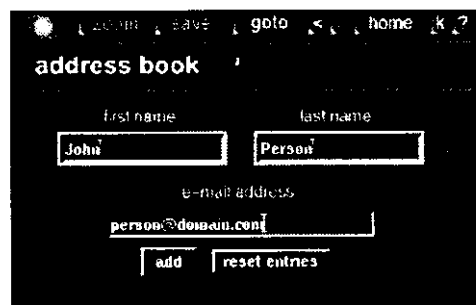 zoom save goto < home k ?
address book
first name last name
John Person
e-mail address
person@domain.com
add reset entries